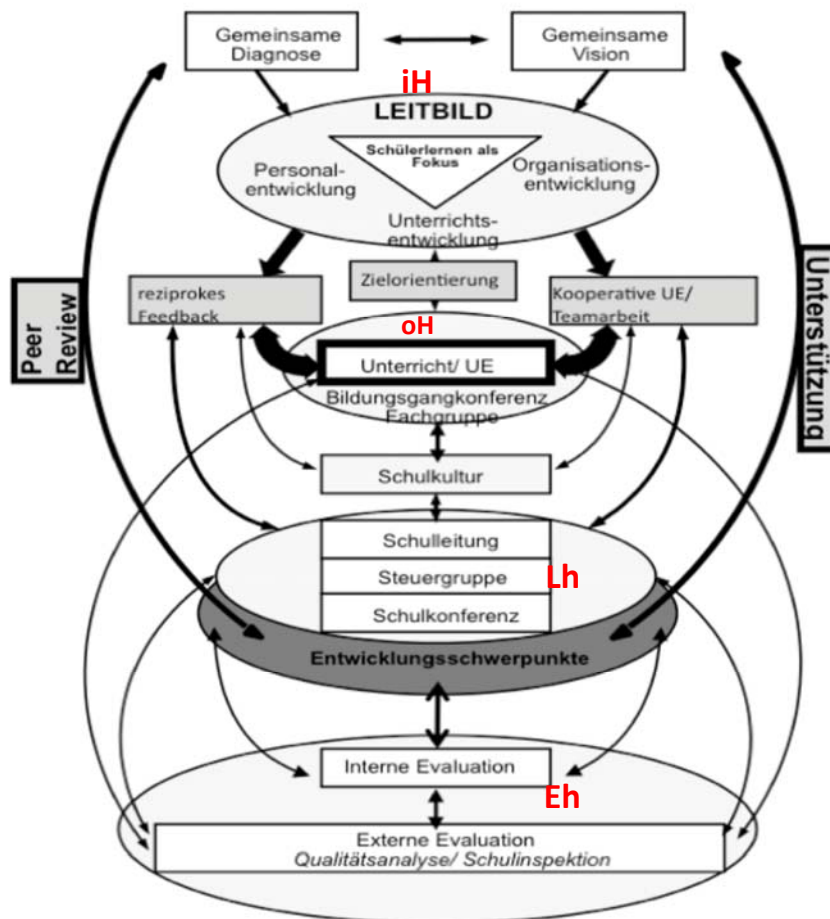 Gemeinsame
Diagnose
Gemeinsame
Vision
iH
LEITBILD
Schülerlernen als
Fokus
Personal-
entwicklung
Organisations-
entwicklung
Unterrichts-
entwicklung
Peer
Review
Unterstützung
reziprokes
Feedback
Zielorientierung
Kooperative UE/
Teamarbeit
oH
Unterricht/ UE
Bildungsgangkonferenz
Fachgruppe
Schulkultur
Schulleitung
Steuergruppe
Lh
Schulkonferenz
Entwicklungsschwerpunkte
Interne Evaluation
Eh
Externe Evaluation
Qualitätsanalyse/ Schulinspektion